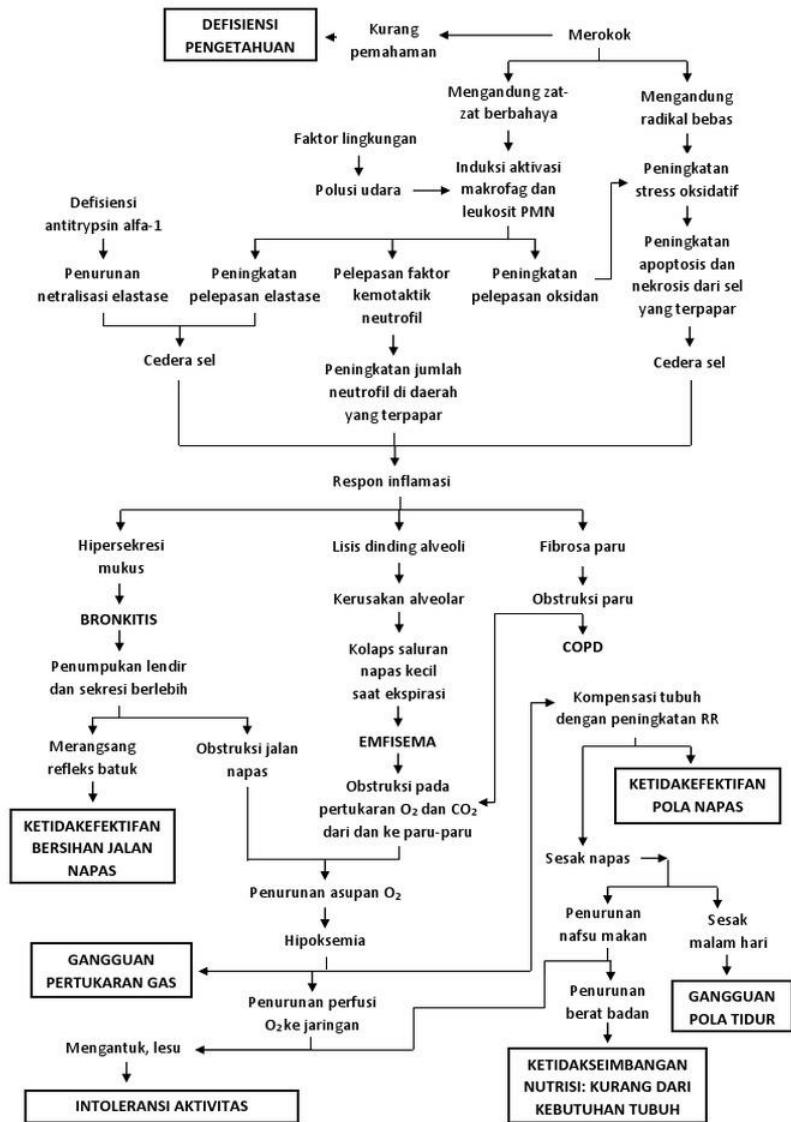 DEFISIENSI
PENGETAHUAN
Kurang
pemahaman
Merokok
Mengandung zat-
zat berbahaya
Mengandung
radikal bebas
Faktor lingkungan
Polusi udara
Induksi aktivasi
makrofag dan
leukosit PMN
Peningkatan
stress oksidatif
Defisiensi
antitrypsin alfa-1
Penurunan
netralisasi elastase
Peningkatan
pelepasan elastase
Pelepasan faktor
kemotaktik
neutrofil
Peningkatan
pelepasan oksidan
Peningkatan
apoptosis dan
nekrosis dari sel
yang terpapar
Cedera sel
Peningkatan jumlah
neutrofil di daerah
yang terpapar
Cedera sel
Respon inflamasi
Hipersekresi
mukus
Lisis dinding alveoli
Fibrosa paru
BRONKITIS
Kerusakan alveolar
Obstruksi paru
COPD
Penumpukan lendir
dan sekresi berlebih
Kolaps saluran
napas kecil
saat ekspirasi
Kompensasi tubuh
dengan peningkatan RR
Merangsang
refleks batuk
Obstruksi jalan
napas
EMFISEMA
KETIDAKEFEKTIFAN
POLA NAPAS
KETIDAKEFEKTIFAN
BERSIHAN JALAN
NAPAS
Obstruksi pada
pertukaran O₂ dan CO₂
dari dan ke paru-paru
Sesak napas
Penurunan asupan O₂
Penurunan
nafsu makan
Sesak
malam hari
Hipoksemia
GANGGUAN
PERTUKARAN GAS
Penurunan perfusi
O₂ke jaringan
Penurunan
berat badan
GANGGUAN
POLA TIDUR
Mengantuk, lesu
INTOLERANSI AKTIVITAS
KETIDAKSEIMBANGAN
NUTRISI: KURANG DARI
KEBUTUHAN TUBUH